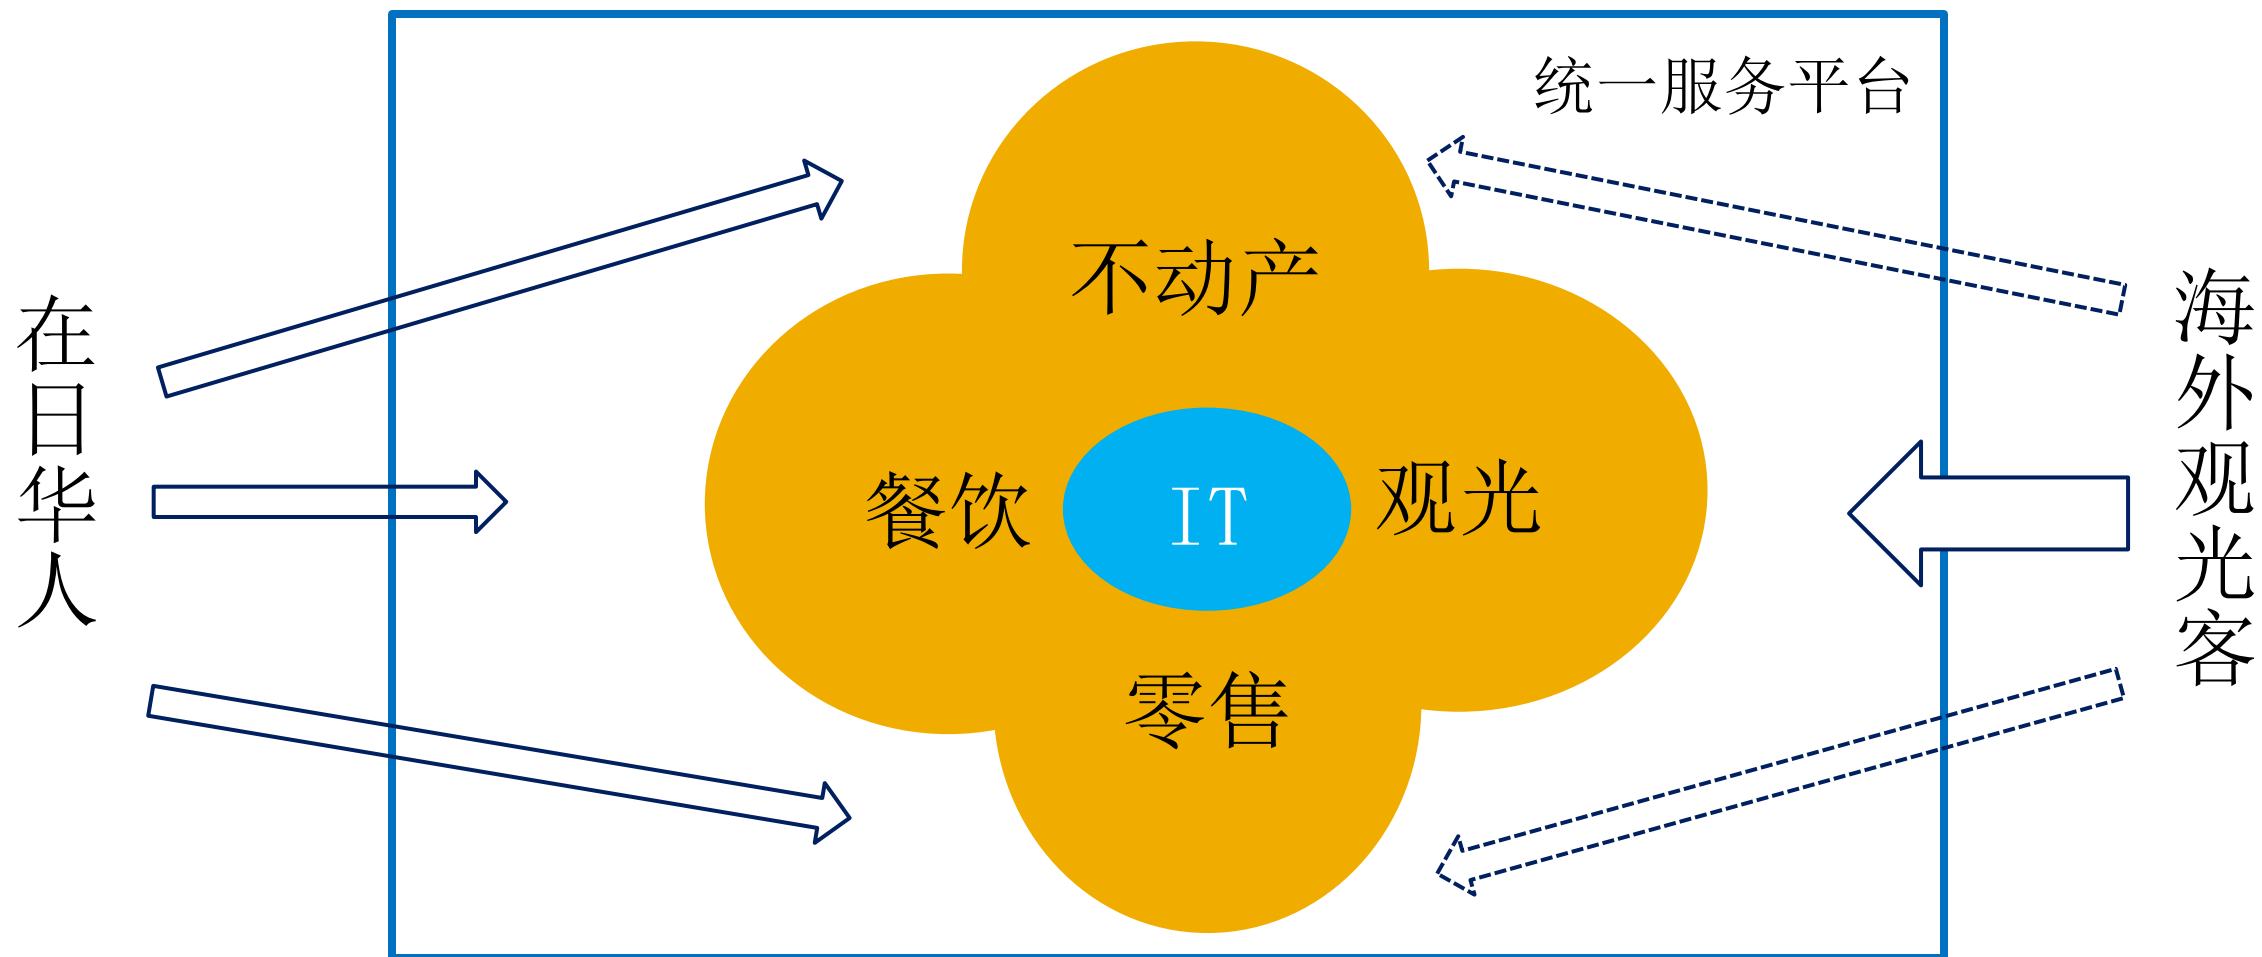 统一服务平台
不动产
在日华人
餐饮
IT
观光
海外观光客
零售